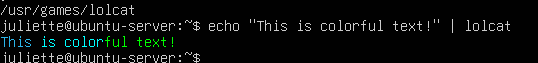 /usr/games/lolcat
juliette@ubuntu-server:~$ echo "This is colorful text!" | lolcat
This is colorful text!
juliette@ubuntu-server:~$